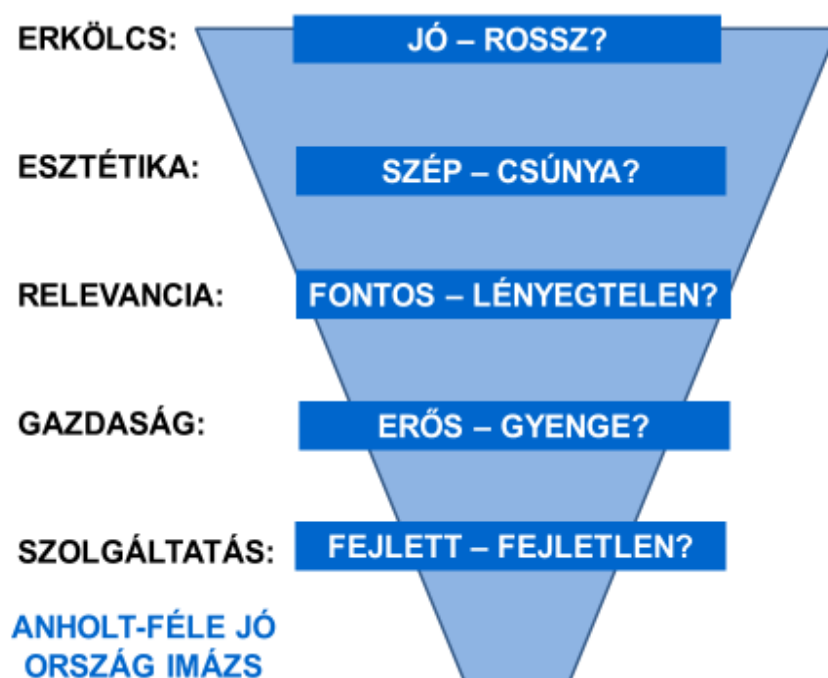 ERKÖLCS: JÓ – ROSSZ?
ESZTÉTIKA: SZÉP – CSÚNYA?
RELEVANCIA: FONTOS – LÉNYEGTELEN?
GAZDASÁG: ERŐS – GYENGE?
SZOLGÁLTATÁS: FEJLETT – FEJLETLEN?
ANHOLT-FÉLE JÓ
ORSZÁG IMÁZS